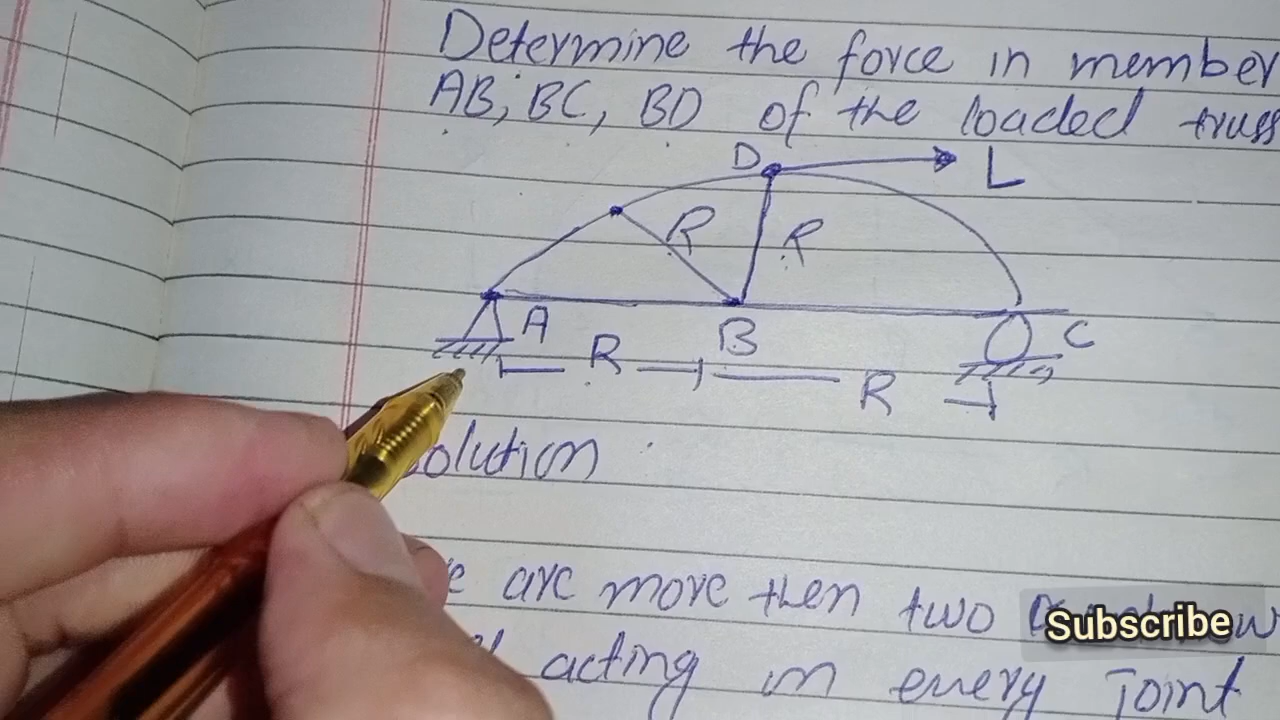 Determine the force in member
AB, BC, BD of the loaded truss
D L
R R
A B C
R R
olution
are more then two
Subscribe
acting in every Joint